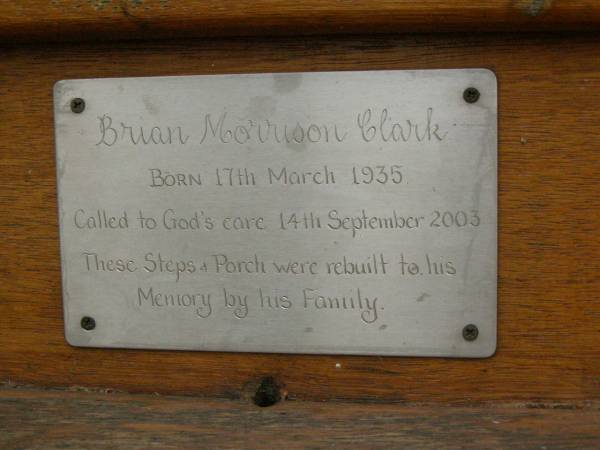 Brian Morrison Clark
BORN 17th March 1935.
Called to God's care 14th September 2003
These Steps & Porch were rebuilt to his
Memory by his Family.